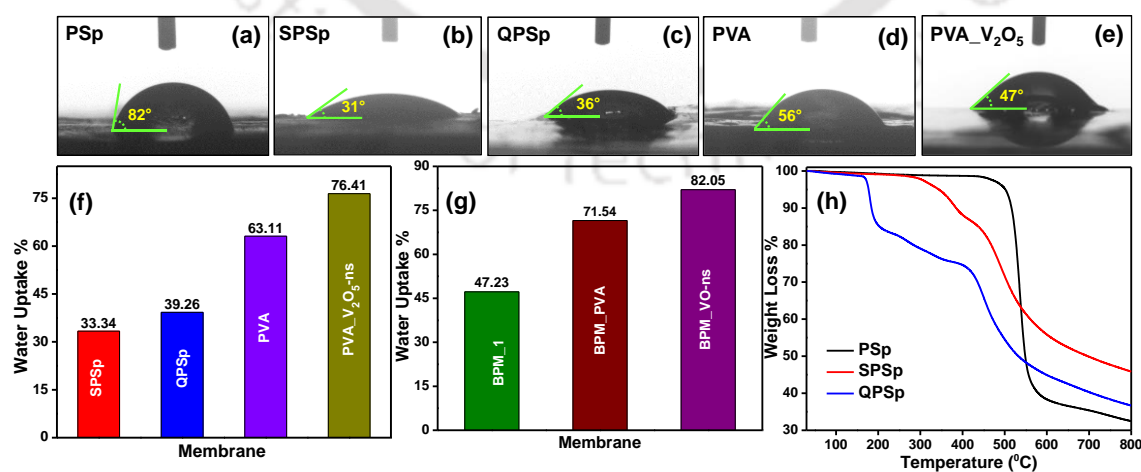 PSp
(a)
82°
SPSp
(b)
31°
QPSp
(c)
36°
PVA
(d)
56°
PVA_V₂O₅
(e)
47°
(f)
Water Uptake %
75
60
45
30
15
0
33.34
39.26
63.11
76.41
SPSp
QPSp
PVA
PVA_V₂O₅-ns
Membrane
(g)
Water Uptake %
90
75
60
45
30
15
0
47.23
71.54
82.05
BPM_1
BPM_PVA
BPM_VO-ns
Membrane
(h)
Weight Loss %
100
90
80
70
60
50
40
30
PSp
SPSp
QPSp
100 200 300 400 500 600 700 800
Temperature (⁰C)